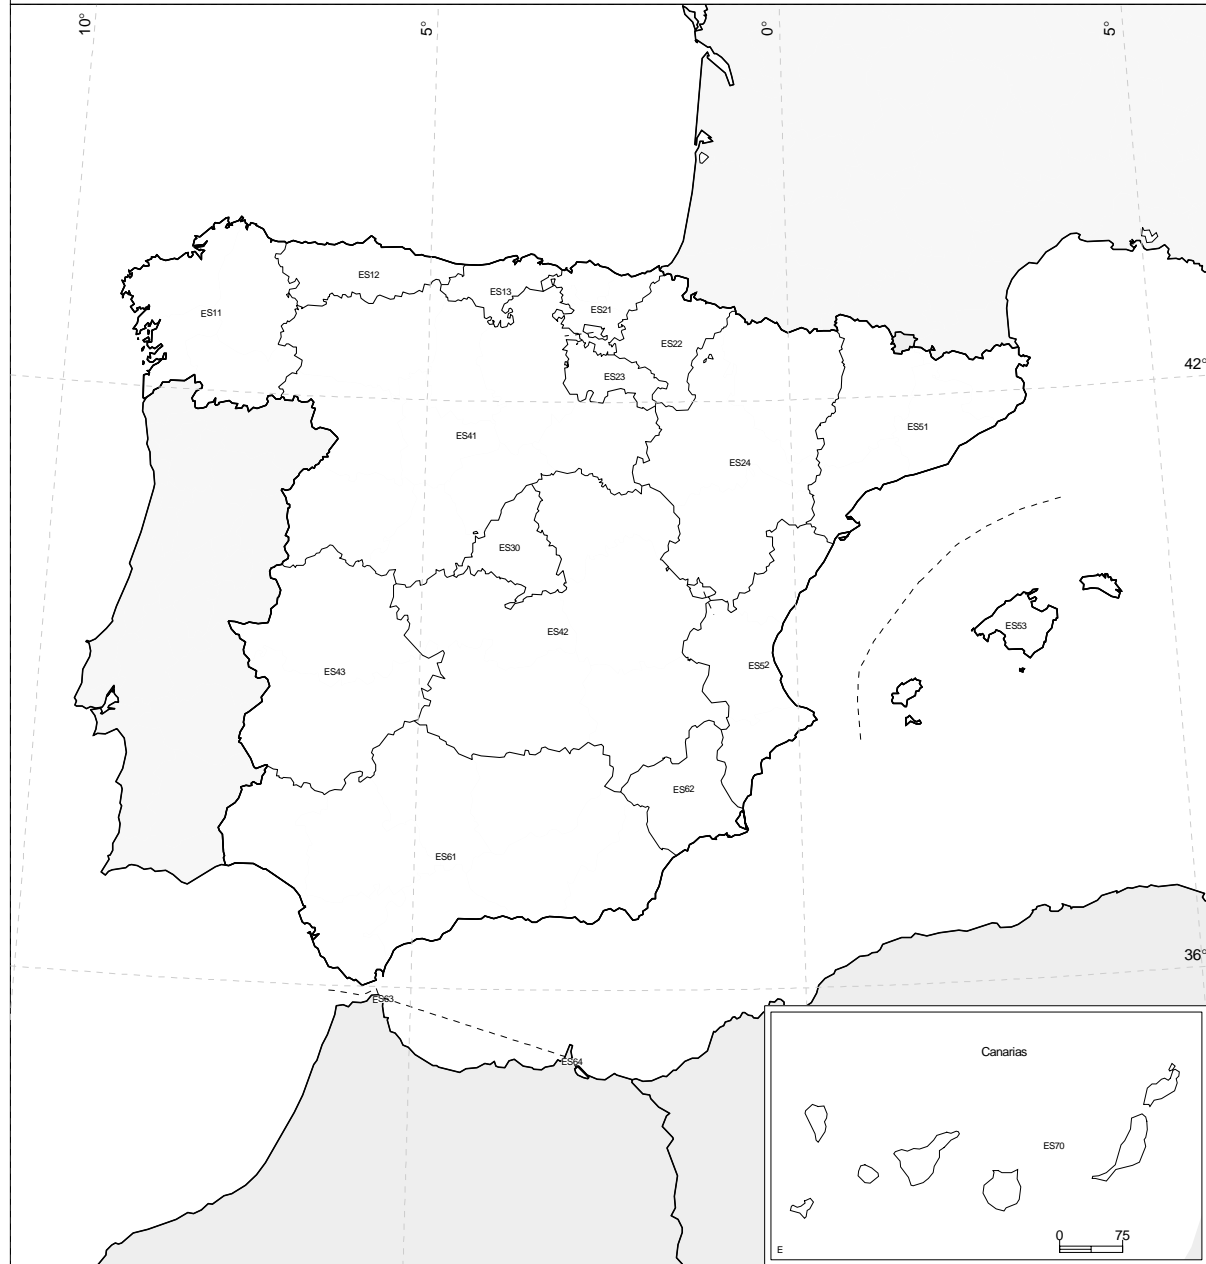 10°
5°
0°
5°
ES12
ES13
ES11
ES21
ES22
42°
ES23
ES51
ES41
ES24
ES30
ES53
ES42
ES52
ES43
ES62
ES61
36°
ES63
Canarias
ES64
ES70
0 75
E